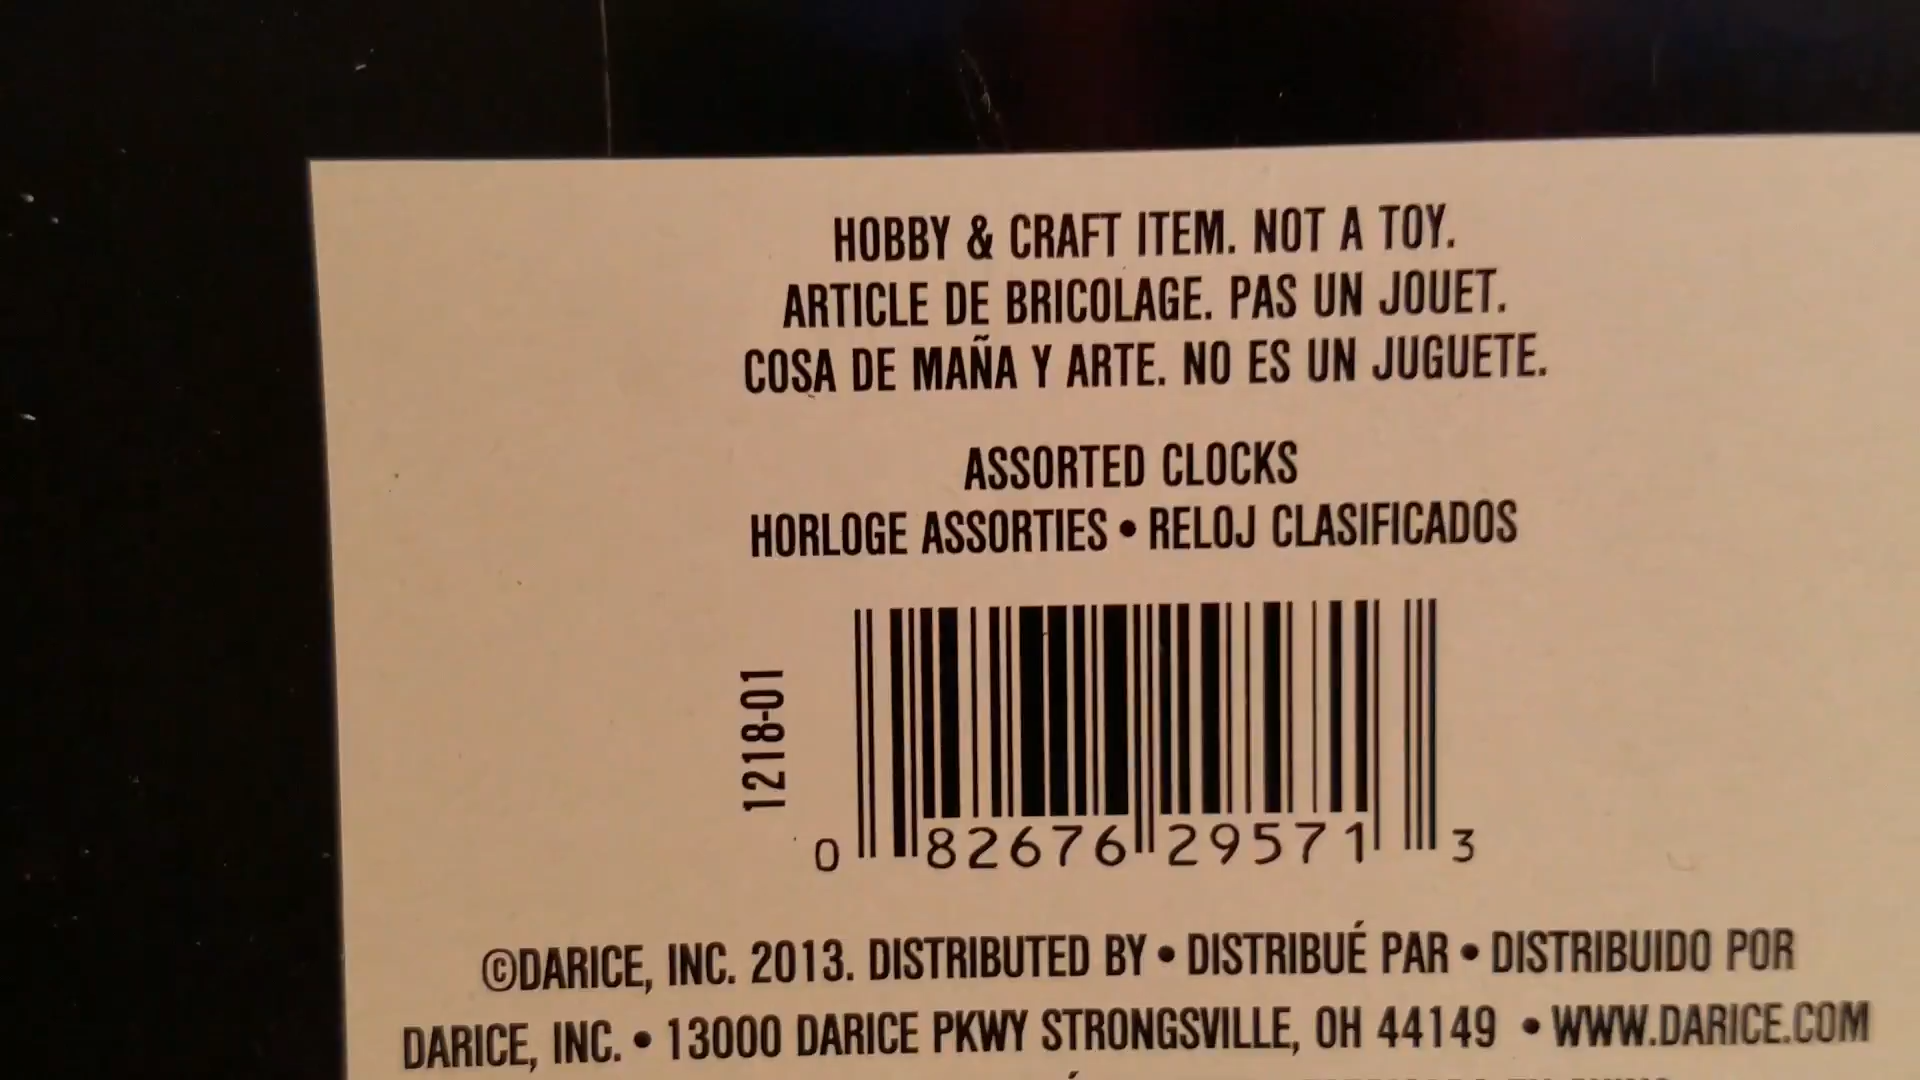 HOBBY & CRAFT ITEM. NOT A TOY.
ARTICLE DE BRICOLAGE. PAS UN JOUET.
COSA DE MAÑA Y ARTE. NO ES UN JUGUETE.
ASSORTED CLOCKS
HORLOGE ASSORTIES • RELOJ CLASIFICADOS
1218-01
0 82676 29571 3
©DARICE, INC. 2013. DISTRIBUTED BY • DISTRIBUÉ PAR • DISTRIBUIDO POR
DARICE, INC. • 13000 DARICE PKWY STRONGSVILLE, OH 44149 • WWW.DARICE.COM